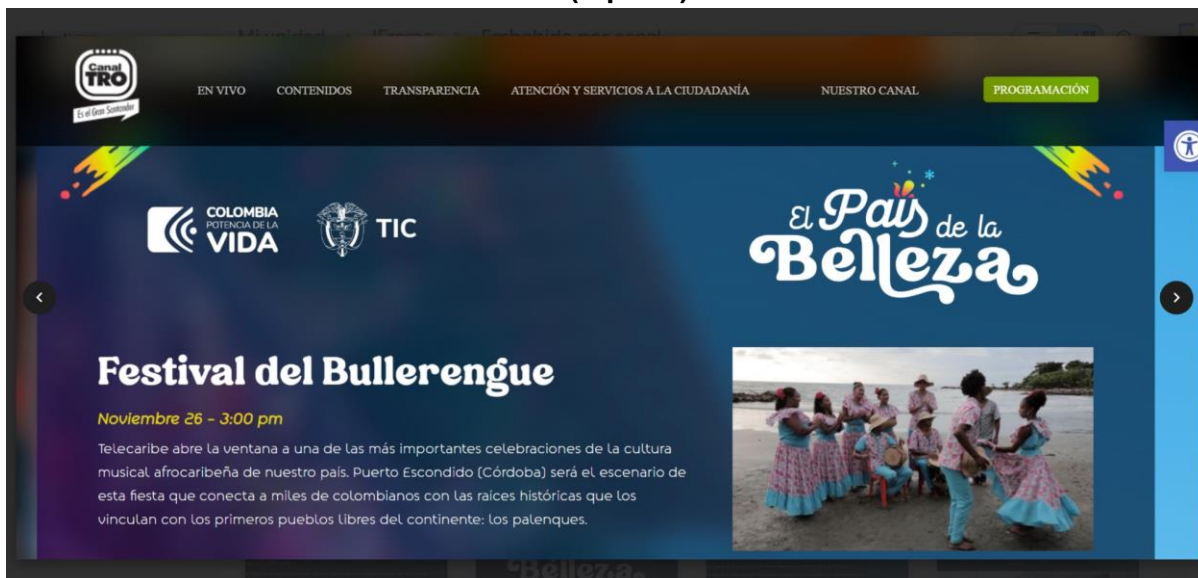 Canal
TRO
Es el Gran Santander
EN VIVO CONTENIDOS TRANSPARENCIA ATENCIÓN Y SERVICIOS A LA CIUDADANÍA NUESTRO CANAL PROGRAMACIÓN
COLOMBIA
POTENCIA DE LA
VIDA
TIC
El País de la
Belleza
Festival del Bullerengue
Noviembre 26 - 3:00 pm
Telecaribe abre la ventana a una de las más importantes celebraciones de la cultura
musical afrocaribeña de nuestro país. Puerto Escondido (Córdoba) será el escenario de
esta fiesta que conecta a miles de colombianos con las raíces históricas que los
vinculan con los primeros pueblos libres del continente: los palenques.
Belleza